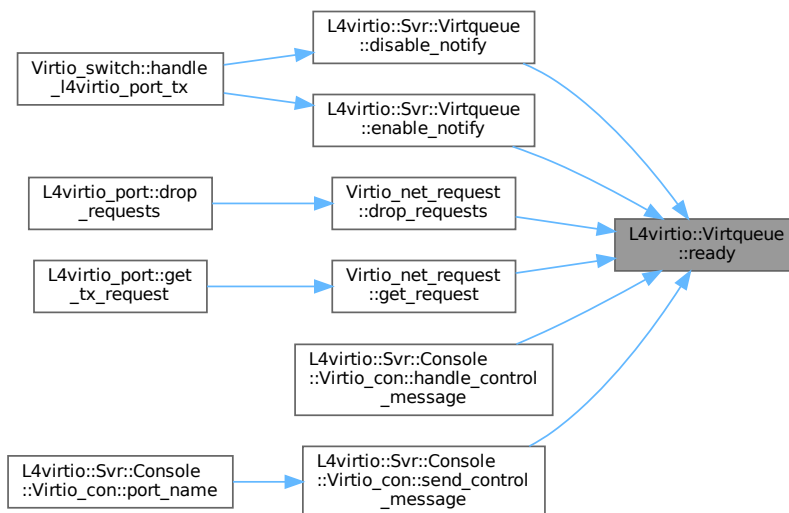 L4virtio::Svr::Virtqueue
::disable_notify
Virtio_switch::handle
_l4virtio_port_tx
L4virtio::Svr::Virtqueue
::enable_notify
L4virtio_port::drop
_requests
Virtio_net_request
::drop_requests
L4virtio::Virtqueue
::ready
L4virtio_port::get
_tx_request
Virtio_net_request
::get_request
L4virtio::Svr::Console
::Virtio_con::handle_control
_message
L4virtio::Svr::Console
::Virtio_con::port_name
L4virtio::Svr::Console
::Virtio_con::send_control
_message